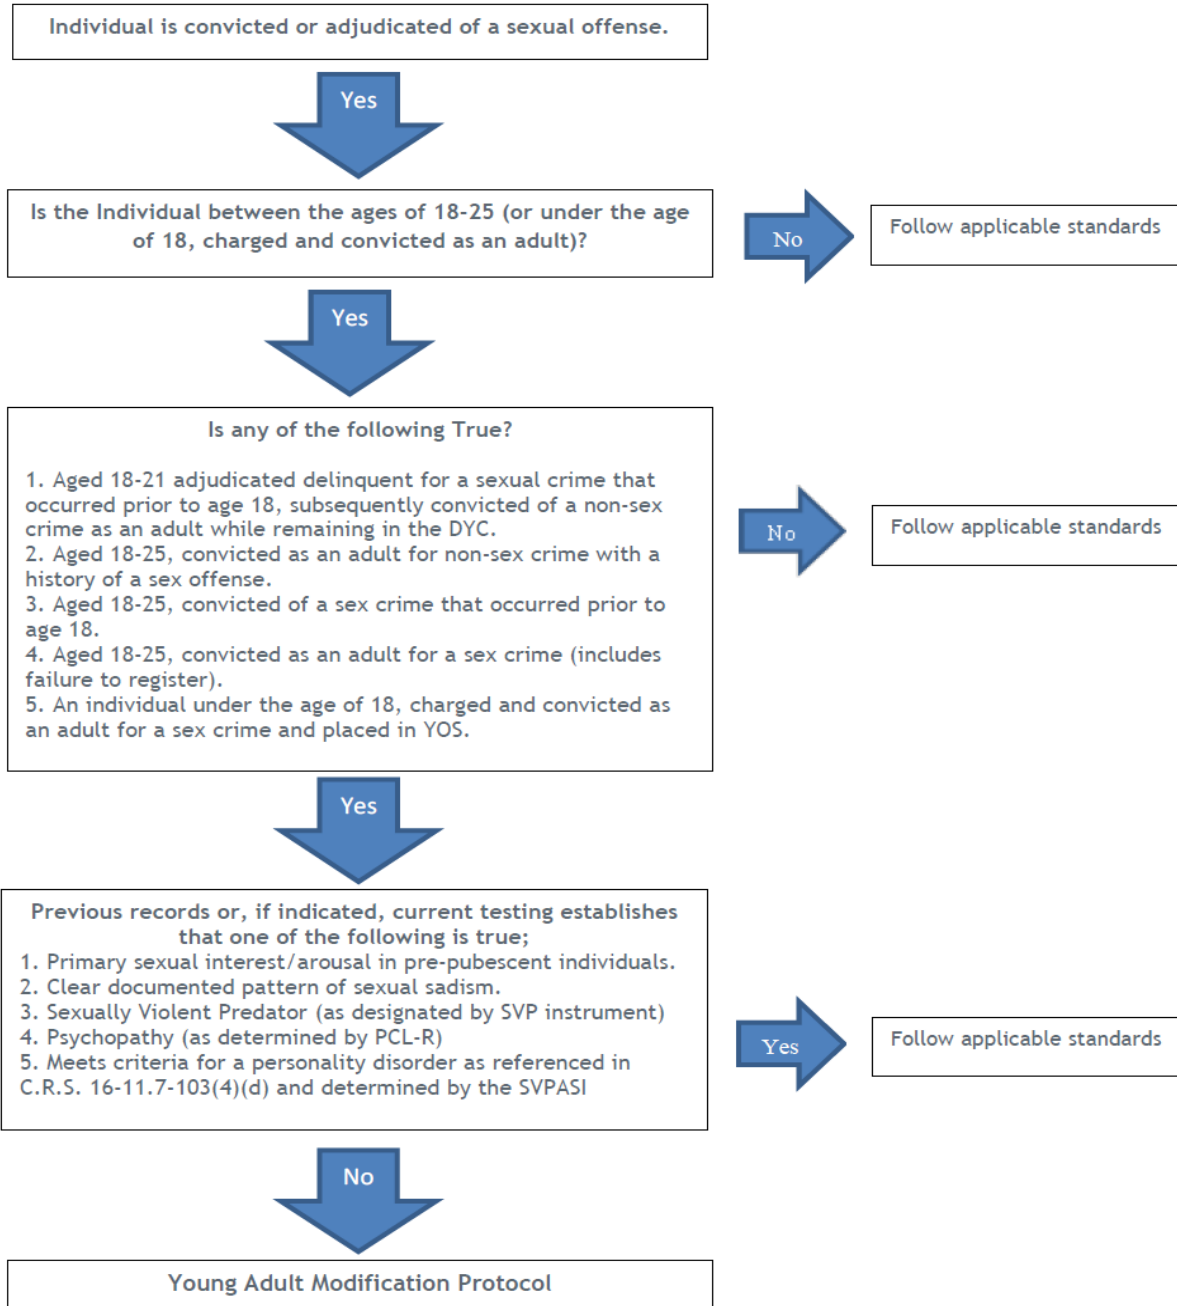 Individual is convicted or adjudicated of a sexual offense.
Yes
Is the Individual between the ages of 18-25 (or under the age
of 18, charged and convicted as an adult)?
No
Follow applicable standards
Yes
Is any of the following True?
1. Aged 18-21 adjudicated delinquent for a sexual crime that
occurred prior to age 18, subsequently convicted of a non-sex
crime as an adult while remaining in the DYC.
2. Aged 18-25, convicted as an adult for non-sex crime with a
history of a sex offense.
3. Aged 18-25, convicted of a sex crime that occurred prior to
age 18.
4. Aged 18-25, convicted as an adult for a sex crime (includes
failure to register).
5. An individual under the age of 18, charged and convicted as
an adult for a sex crime and placed in YOS.
No
Follow applicable standards
Yes
Previous records or, if indicated, current testing establishes
that one of the following is true;
1. Primary sexual interest/arousal in pre-pubescent individuals.
2. Clear documented pattern of sexual sadism.
3. Sexually Violent Predator (as designated by SVP instrument)
4. Psychopathy (as determined by PCL-R)
5. Meets criteria for a personality disorder as referenced in
C.R.S. 16-11.7-103(4)(d) and determined by the SVPASI
Yes
Follow applicable standards
No
Young Adult Modification Protocol